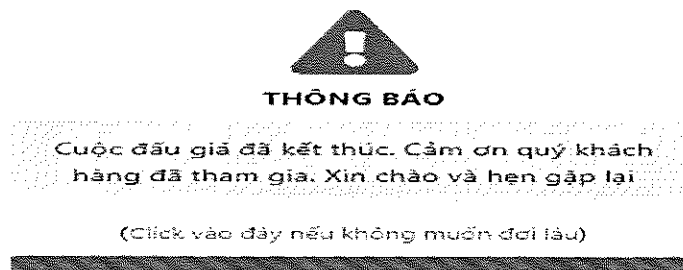 THÔNG BÁO
Cuộc đấu giá đã kết thúc. Cảm ơn quý khách
hàng đã tham gia. Xin chào và hẹn gặp lại
(Click vào đây nếu không muốn đợi lâu)